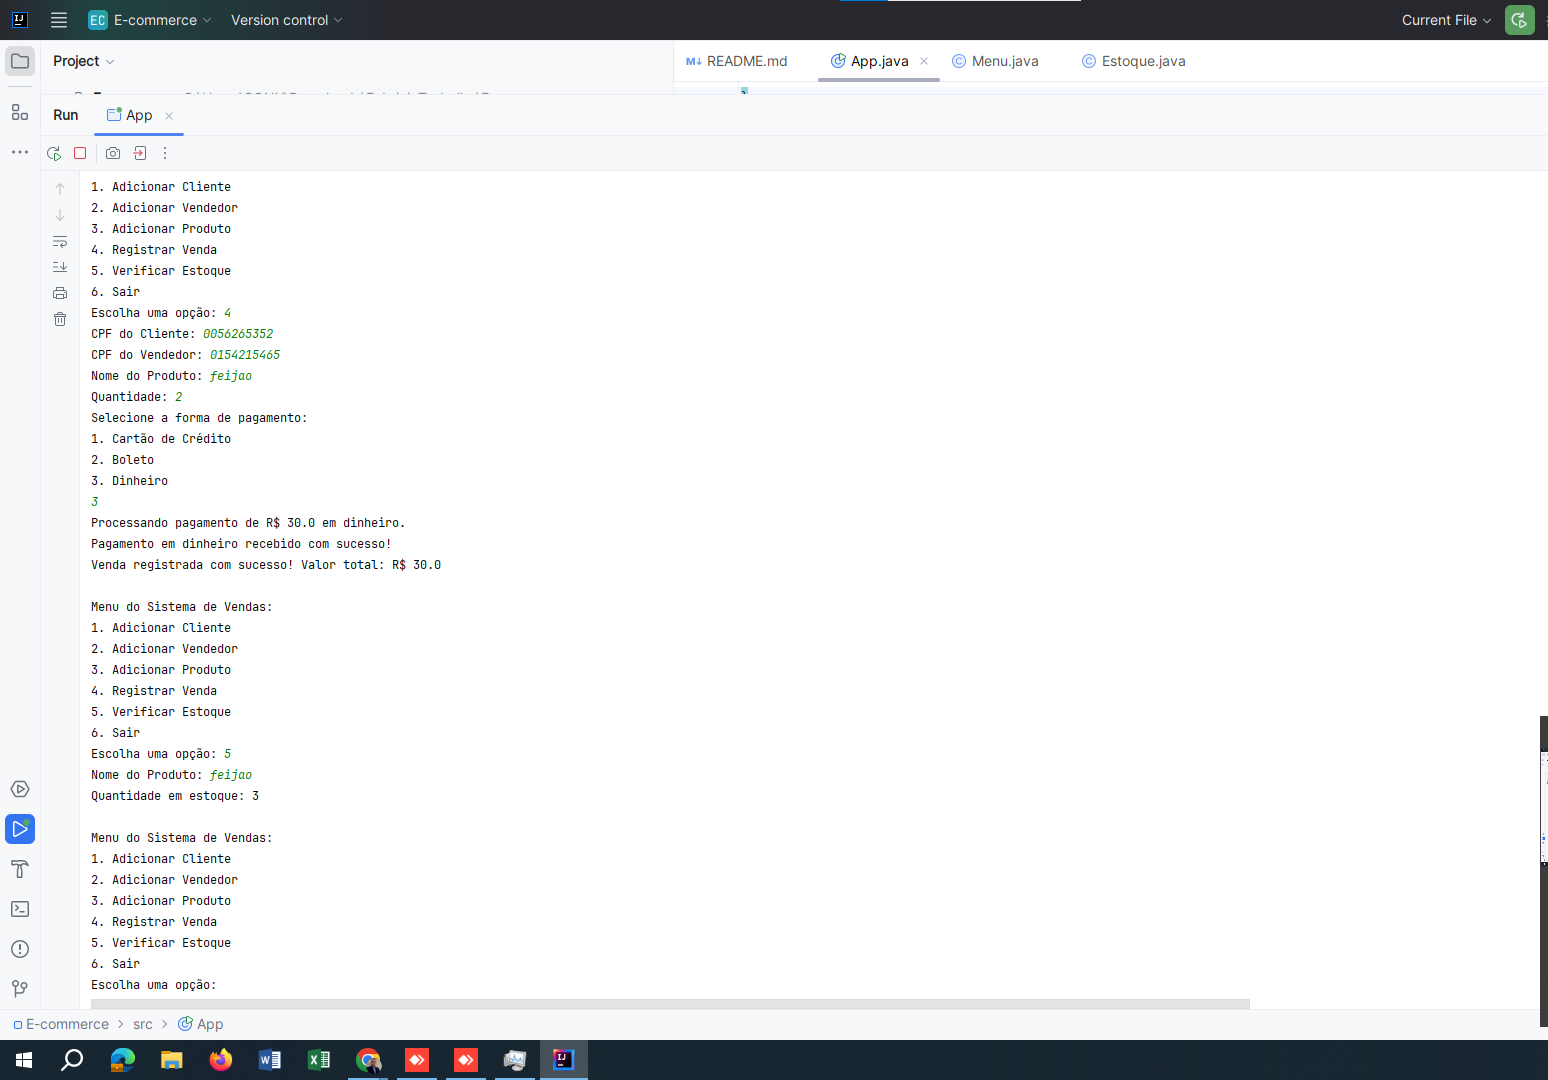 EC E-commerce Version control Current File
Project README.md App.java Menu.java Estoque.java
Run App
1. Adicionar Cliente
2. Adicionar Vendedor
3. Adicionar Produto
4. Registrar Venda
5. Verificar Estoque
6. Sair
Escolha uma opção: 4
CPF do Cliente: 0056265352
CPF do Vendedor: 0154215465
Nome do Produto: feijao
Quantidade: 2
Selecione a forma de pagamento:
1. Cartão de Crédito
2. Boleto
3. Dinheiro
3
Processando pagamento de R$ 30.0 em dinheiro.
Pagamento em dinheiro recebido com sucesso!
Venda registrada com sucesso! Valor total: R$ 30.0
Menu do Sistema de Vendas:
1. Adicionar Cliente
2. Adicionar Vendedor
3. Adicionar Produto
4. Registrar Venda
5. Verificar Estoque
6. Sair
Escolha uma opção: 5
Nome do Produto: feijao
Quantidade em estoque: 3
Menu do Sistema de Vendas:
1. Adicionar Cliente
2. Adicionar Vendedor
3. Adicionar Produto
4. Registrar Venda
5. Verificar Estoque
6. Sair
Escolha uma opção:
E-commerce > src > App